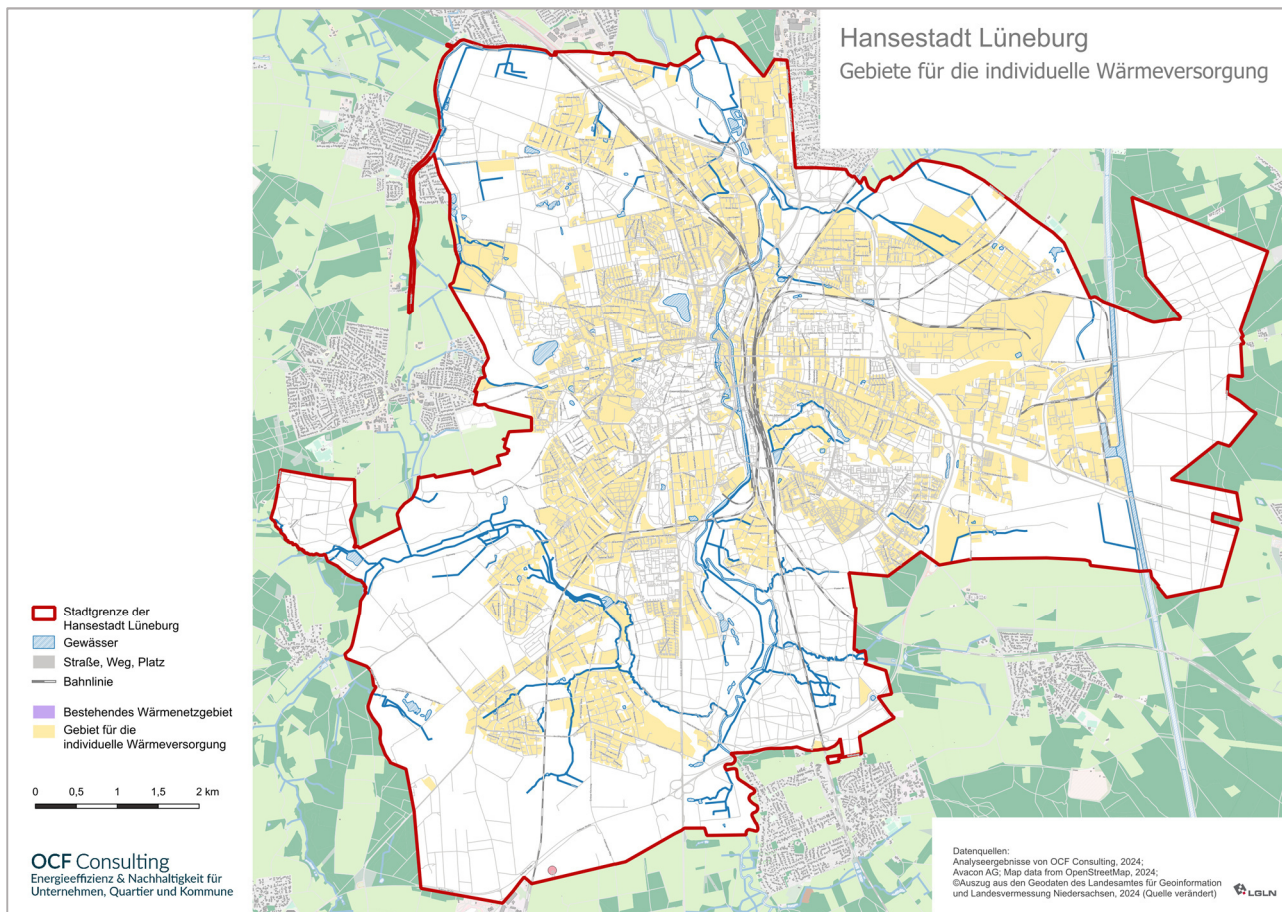 Hansestadt Lüneburg
Gebiete für die individuelle Wärmeversorgung
Stadtgrenze der
Hansestadt Lüneburg
Gewässer
Straße, Weg, Platz
Bahnlinie
Bestehendes Wärmenetzgebiet
Gebiet für die
individuelle Wärmeversorgung
0 0,5 1 1,5 2 km
OCF Consulting
Energieeffizienz & Nachhaltigkeit für
Unternehmen, Quartier und Kommune
Datenquellen:
Analyseergebnisse von OCF Consulting, 2024;
Avacon AG; Map data from OpenStreetMap, 2024;
©Auszug aus den Geodaten des Landesamtes für Geoinformation
und Landesvermessung Niedersachsen, 2024 (Quelle verändert)
LGLN